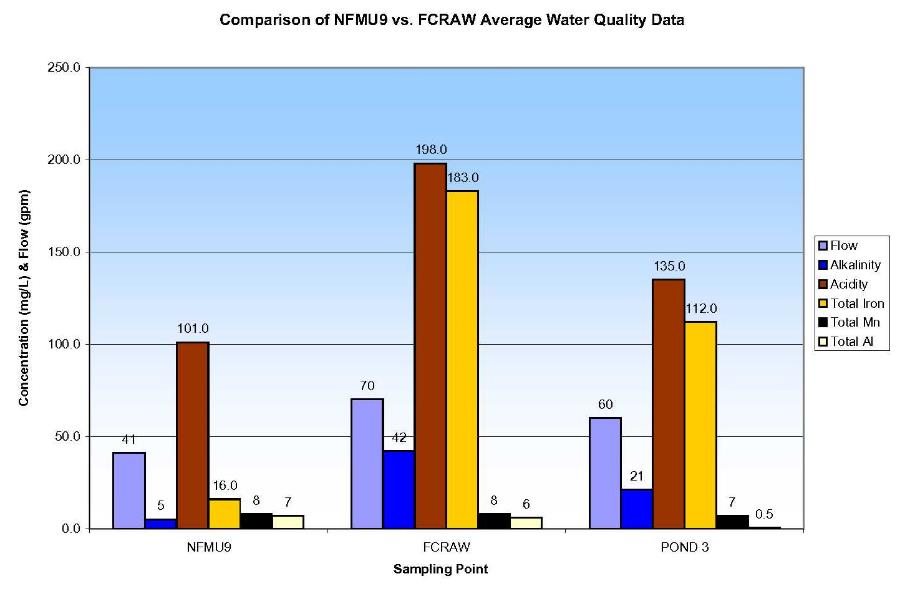 Comparison of NFMU9 vs. FCRAW Average Water Quality Data
250.0
200.0
150.0
100.0
50.0
0.0
Concentration (mg/L) & Flow (gpm)
41
5
101.0
16.0
8
7
70
42
198.0
183.0
8
6
60
21
135.0
112.0
7
0.5
NFMU9
FCRAW
POND 3
Sampling Point
Flow
Alkalinity
Acidity
Total Iron
Total Mn
Total Al